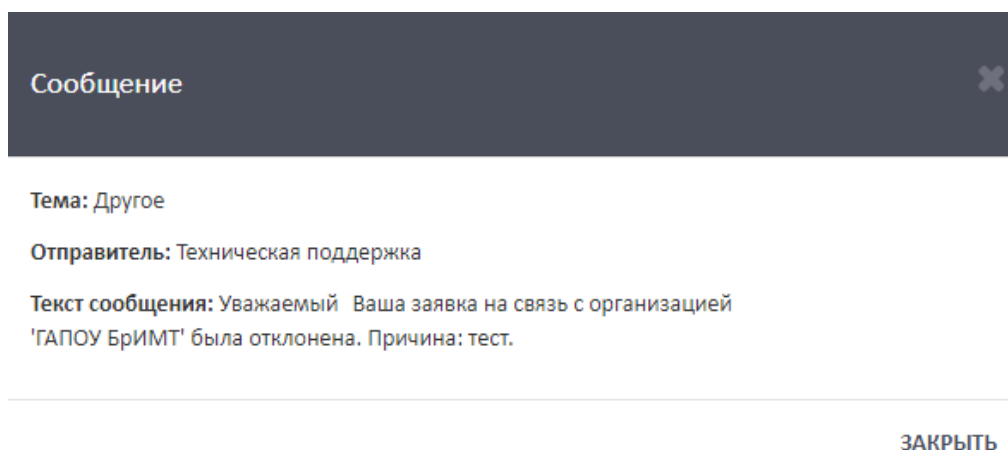 Сообщение
Тема: Другое
Отправитель: Техническая поддержка
Текст сообщения: Уважаемый  Ваша заявка на связь с организацией
'ГАПОУ БрИМТ' была отклонена. Причина: тест.
ЗАКРЫТЬ